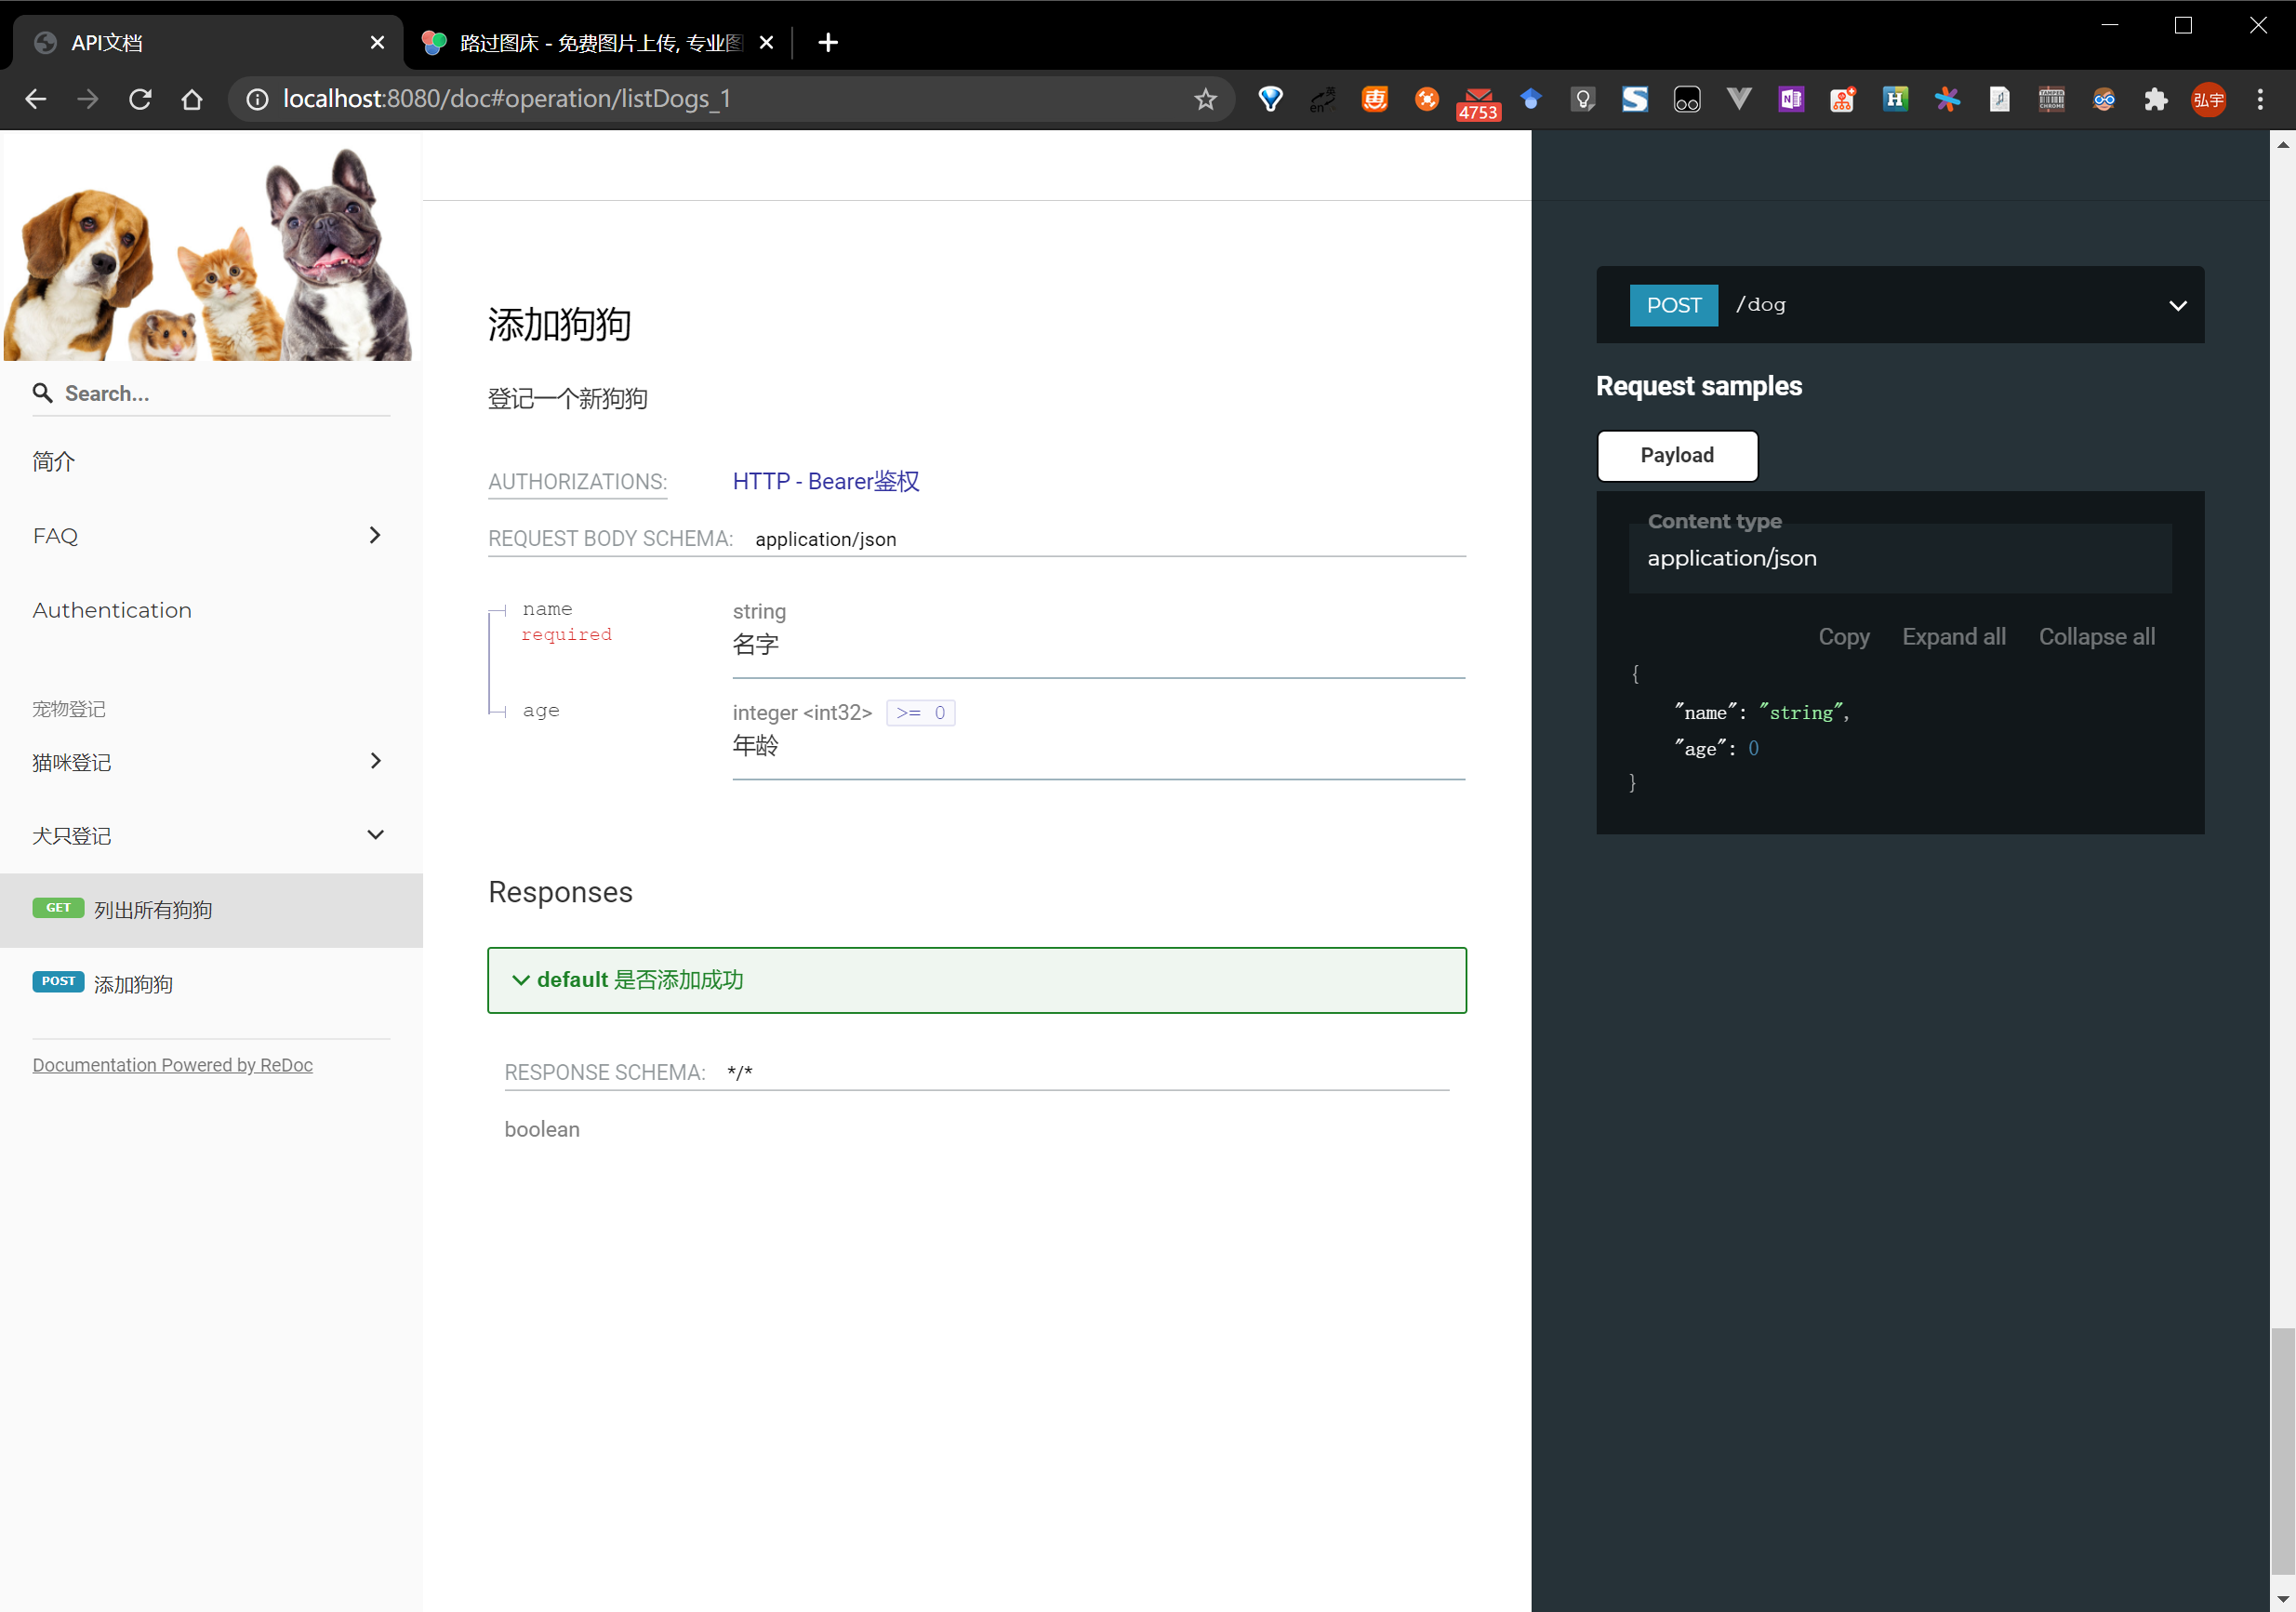 API文档
路过图床 - 免费图片上传, 专业图
localhost:8080/doc#operation/listDogs_1
英
en
惠
4753
N
H
弘宇
Search...
简介
FAQ
Authentication
宠物登记
猫咪登记
犬只登记
GET 列出所有狗狗
POST 添加狗狗
Documentation Powered by ReDoc
添加狗狗
登记一个新狗狗
AUTHORIZATIONS: HTTP - Bearer鉴权
REQUEST BODY SCHEMA: application/json
name string
required 名字
age integer <int32> >= 0
年龄
Responses
default 是否添加成功
RESPONSE SCHEMA: */*
boolean
POST /dog
Request samples
Payload
Content type
application/json
Copy Expand all Collapse all
{
"name": "string",
"age": 0
}